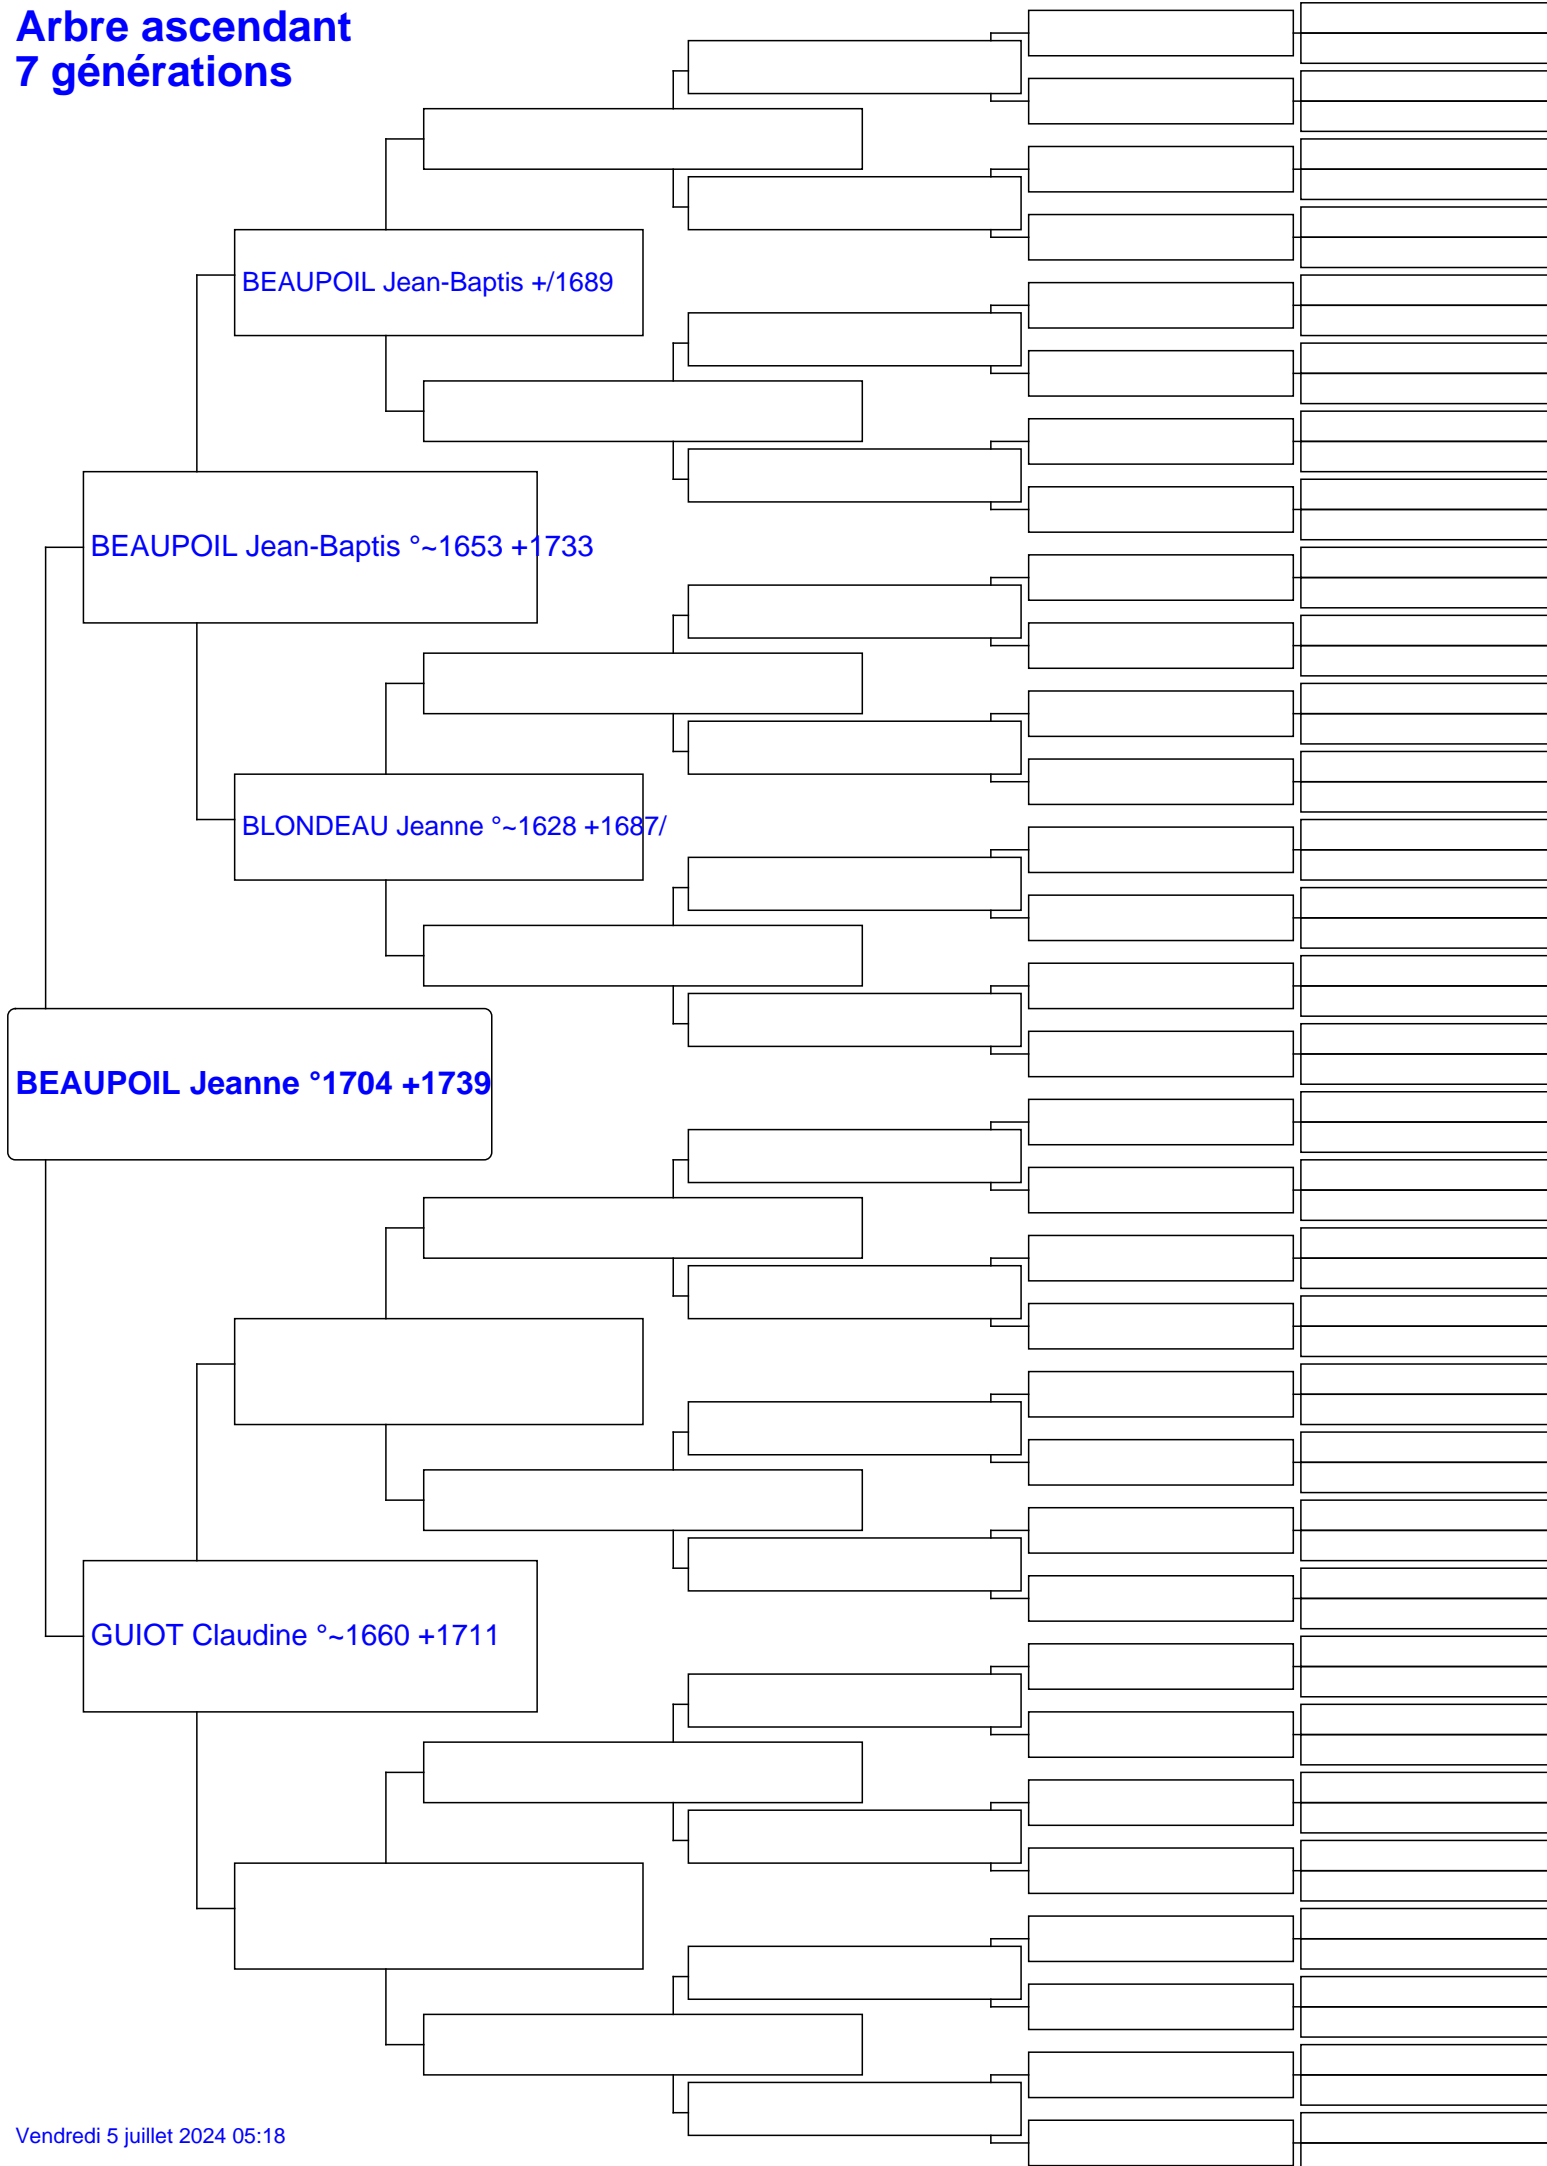 Arbre ascendant
7 générations
BEAUPOIL Jean-Baptis +/1689
BEAUPOIL Jean-Baptis °~1653 +1733
BLONDEAU Jeanne °~1628 +1687/
BEAUPOIL Jeanne °1704 +1739
GUIOT Claudine °~1660 +1711
Vendredi 5 juillet 2024 05:18